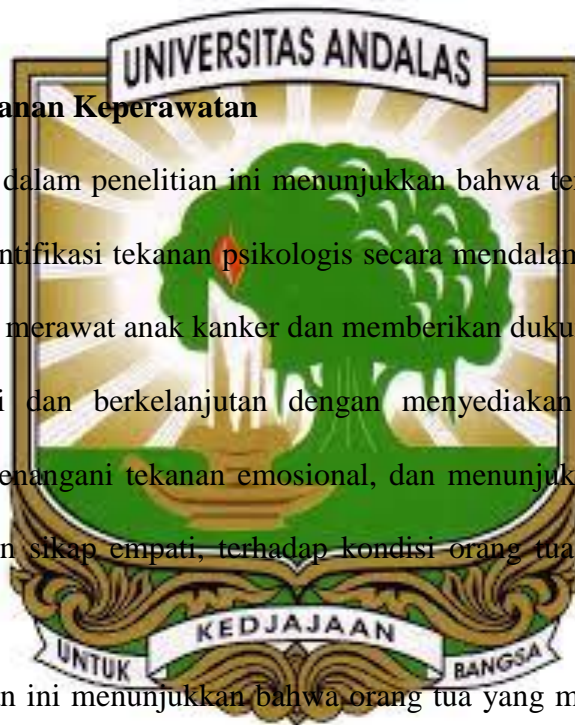 UNIVERSITAS ANDALAS
anan Keperawatan
dalam penelitian ini menunjukkan bahwa te
ntifikasi tekanan psikologis secara mendalam
merawat anak kanker dan memberikan duku
i dan berkelanjutan dengan menyediakan
enangani tekanan emosional, dan menunjuk
n sikap empati, terhadap kondisi orang tua
KEDJAJAAN
UNTUK BANGSA
n ini menunjukkan bahwa orang tua yang m